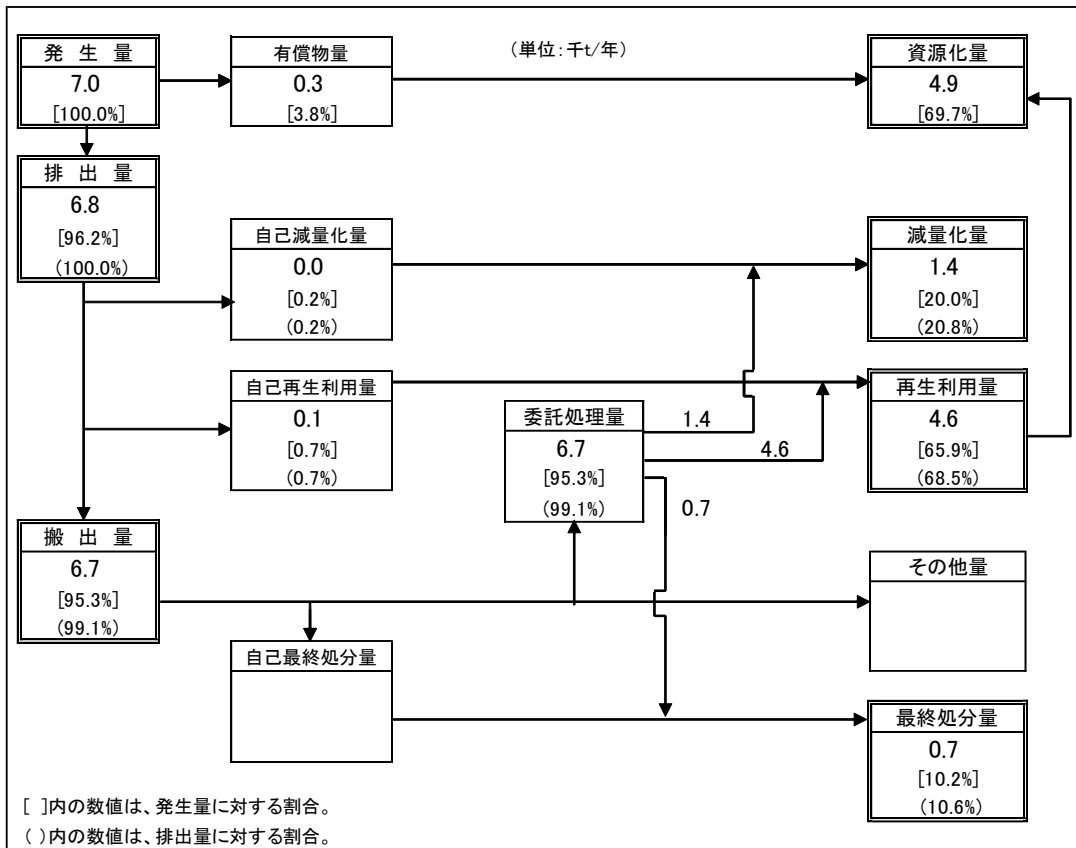 発 生 量
7.0
[100.0%]
有償物量
0.3
[3.8%]
(単位:千t/年)
資源化量
4.9
[69.7%]
排 出 量
6.8
[96.2%]
(100.0%)
自己減量化量
0.0
[0.2%]
(0.2%)
減量化量
1.4
[20.0%]
(20.8%)
自己再生利用量
0.1
[0.7%]
(0.7%)
委託処理量
6.7
[95.3%]
(99.1%)
1.4
4.6
0.7
再生利用量
4.6
[65.9%]
(68.5%)
搬 出 量
6.7
[95.3%]
(99.1%)
その他量
自己最終処分量
最終処分量
0.7
[10.2%]
(10.6%)
[ ]内の数値は、発生量に対する割合。
( )内の数値は、排出量に対する割合。